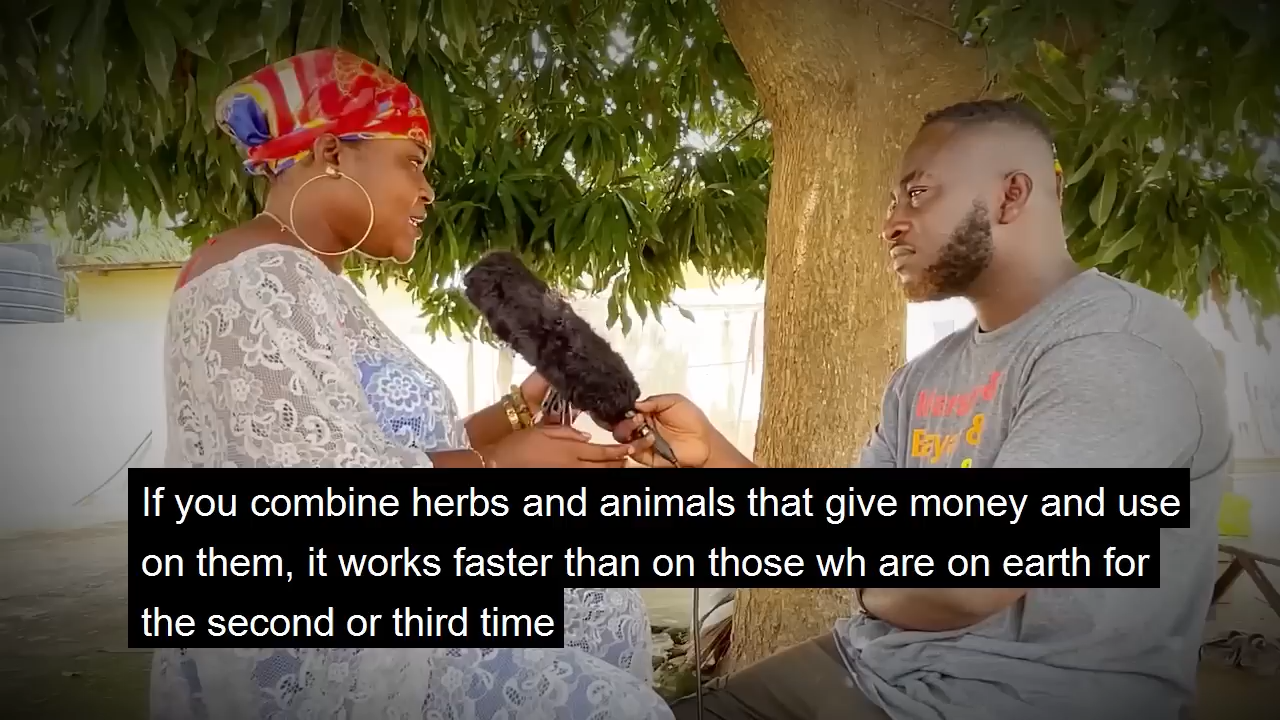 If you combine herbs and animals that give money and use
on them, it works faster than on those wh are on earth for
the second or third time
&